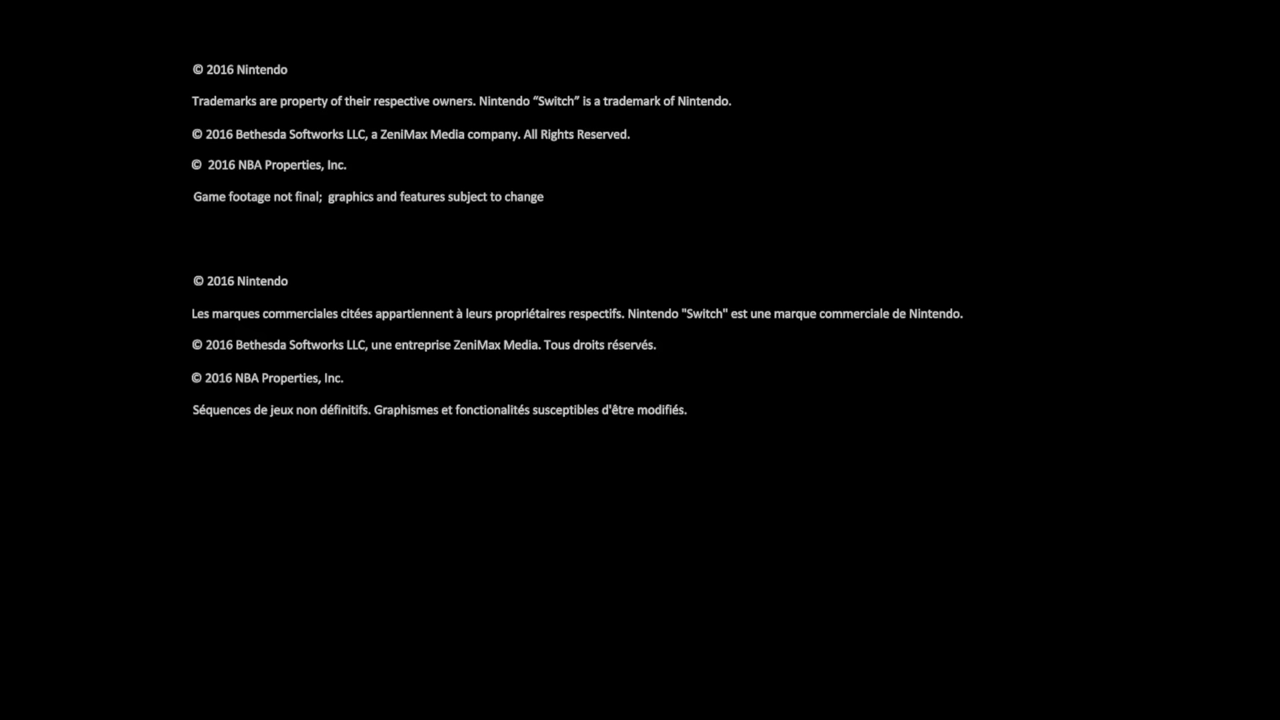 © 2016 Nintendo
Trademarks are property of their respective owners. Nintendo “Switch” is a trademark of Nintendo.
© 2016 Bethesda Softworks LLC, a ZeniMax Media company. All Rights Reserved.
© 2016 NBA Properties, Inc.
Game footage not final; graphics and features subject to change
© 2016 Nintendo
Les marques commerciales citées appartiennent à leurs propriétaires respectifs. Nintendo "Switch" est une marque commerciale de Nintendo.
© 2016 Bethesda Softworks LLC, une entreprise ZeniMax Media. Tous droits réservés.
© 2016 NBA Properties, Inc.
Séquences de jeux non définitifs. Graphismes et fonctionalités susceptibles d'être modifiés.